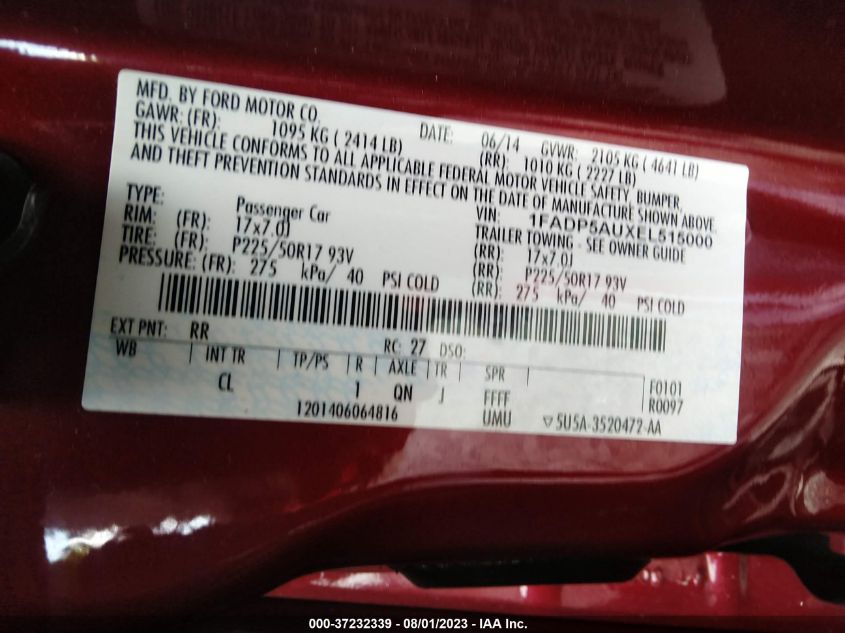 MFD. BY FORD MOTOR CO.
DATE: 06/14 GVWR: 2105 KG ( 4641 LB)
GAWR: (FR): 1095 KG ( 2414 LB) (RR): 1010 KG ( 2227 LB)
THIS VEHICLE CONFORMS TO ALL APPLICABLE FEDERAL MOTOR VEHICLE SAFETY, BUMPER,
AND THEFT PREVENTION STANDARDS IN EFFECT ON THE DATE OF MANUFACTURE SHOWN ABOVE.
VIN: 1FADP5AUXEL515000
TYPE: Passenger Car TRAILER TOWING - SEE OWNER GUIDE
RIM: (FR): 17x7.0J (RR): 17x7.0J
TIRE: (FR): P225/50R17 93V (RR): P225/50R17 93V
PRESSURE: (FR): 275 kPa/ 40 PSI COLD (RR): 275 kPa/ 40 PSI COLD
EXT PNT: RR RC: 27 DSO:
WB INT TR TP/PS R AXLE TR SPR F0101
CL 1 QN J FFFF R0097
1201406064816 UMU ▽5U5A-3520472-AA
000-37232339 - 08/01/2023 - IAA Inc.